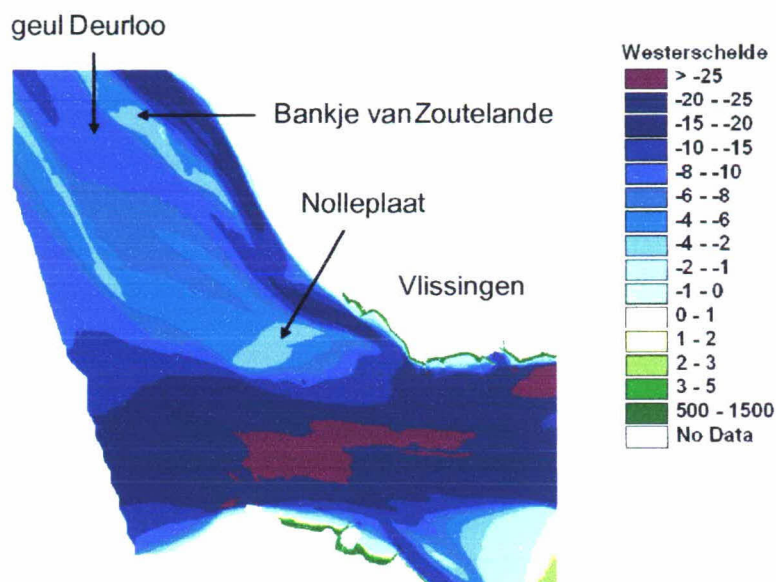 geul Deurloo
Bankje van Zoutelande
Nolleplaat
Vlissingen
Westerschelde
> -25
-20 - -25
-15 - -20
-10 - -15
-8 - -10
-6 - -8
-4 - -6
-4 - -2
-2 - -1
-1 - 0
0 - 1
1 - 2
2 - 3
3 - 5
500 - 1500
No Data